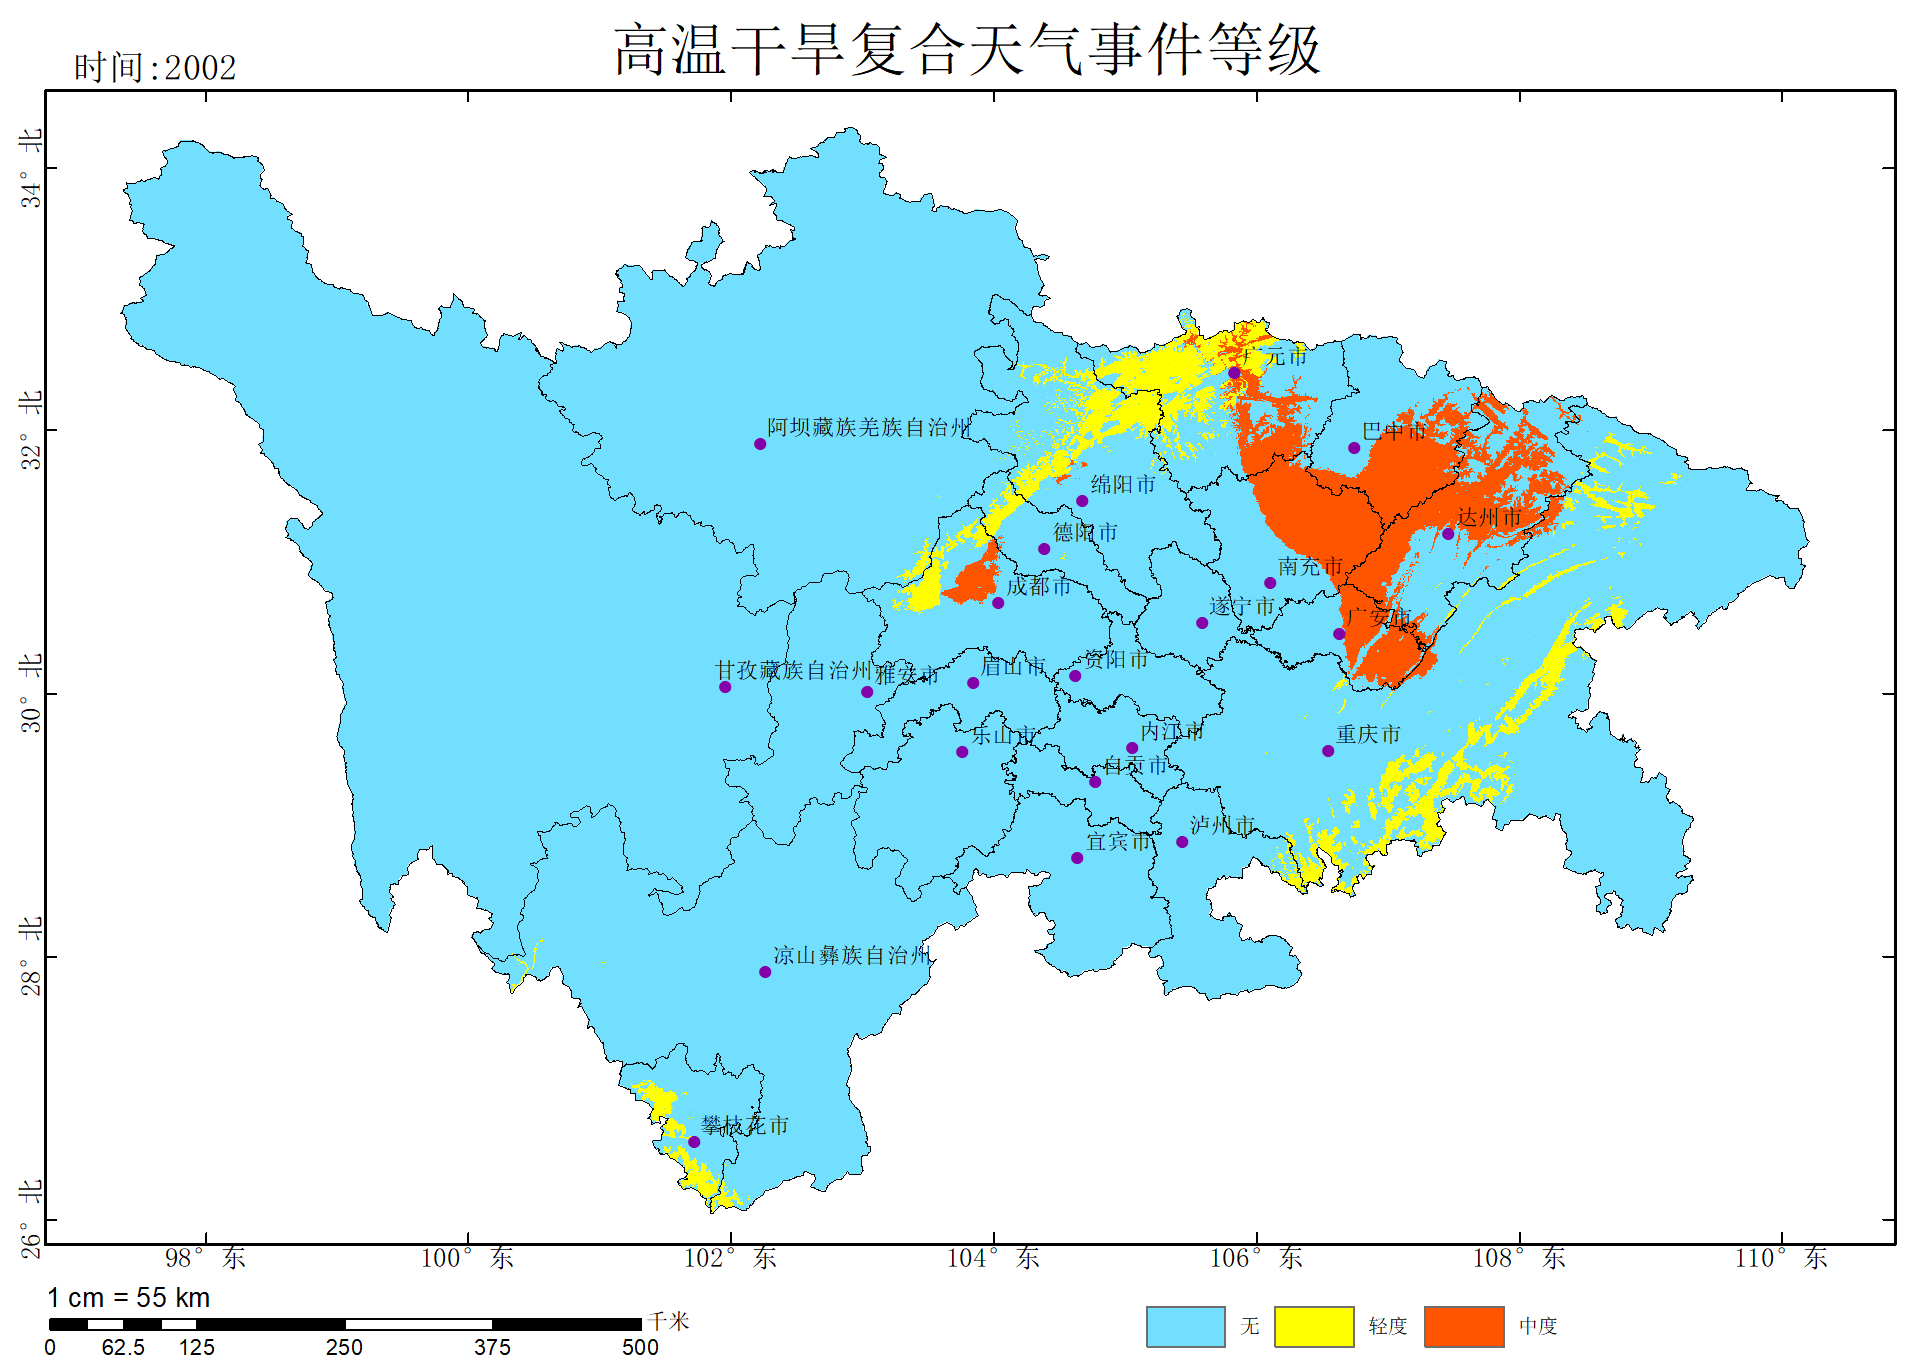 高温干旱复合天气事件等级
时间:2002
34° 北
32° 北
30° 北
28° 北
26° 北
广元市
阿坝藏族羌族自治州
巴中市
绵阳市
达州市
德阳市
南充市
成都市
遂宁市
广安市
甘孜藏族自治州
雅安市
眉山市
资阳市
乐山市
内江市
重庆市
自贡市
泸州市
宜宾市
凉山彝族自治州
攀枝花市
98° 东
100° 东
102° 东
104° 东
106° 东
108° 东
110° 东
1 cm = 55 km
千米
0 62.5 125 250 375 500
无
轻度
中度